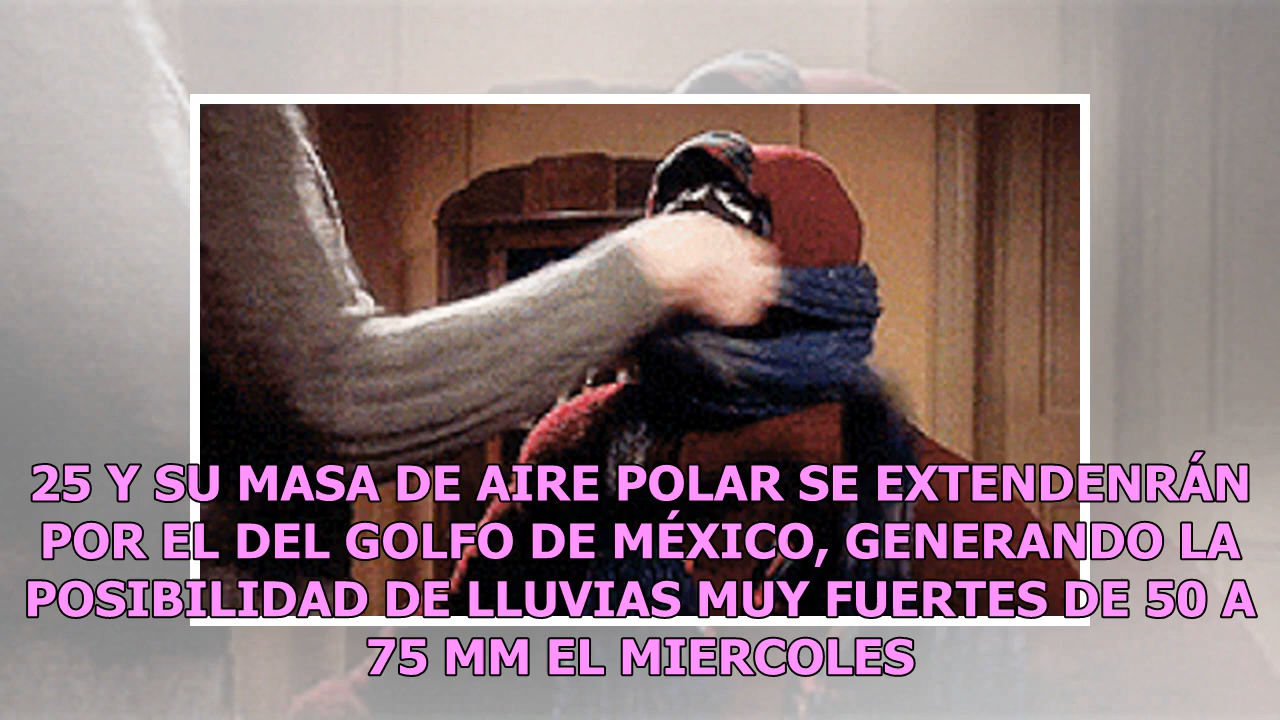 25 Y SU MASA DE AIRE POLAR SE EXTENDENRÁN
POR EL DEL GOLFO DE MÉXICO, GENERANDO LA
POSIBILIDAD DE LLUVIAS MUY FUERTES DE 50 A
75 MM EL MIERCOLES